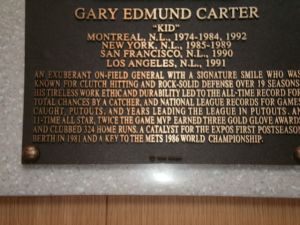 GARY EDMUND CARTER
"KID"
MONTREAL, N.L., 1974-1984, 1992
NEW YORK, N.L., 1985-1989
SAN FRANCISCO, N.L., 1990
LOS ANGELES, N.L., 1991
AN EXUBERANT ON-FIELD GENERAL WITH A SIGNATURE SMILE WHO WAS
KNOWN FOR CLUTCH HITTING AND ROCK-SOLID DEFENSE OVER 19 SEASONS.
HIS TIRELESS WORK ETHIC AND DURABILITY LED TO THE ALL-TIME RECORD FOR
TOTAL CHANCES BY A CATCHER, AND NATIONAL LEAGUE RECORDS FOR GAMES
CAUGHT, PUTOUTS, AND YEARS LEADING THE LEAGUE IN PUTOUTS. AN
11-TIME ALL STAR, TWICE THE GAME MVP. EARNED THREE GOLD GLOVE AWARDS
AND CLUBBED 324 HOME RUNS. A CATALYST FOR THE EXPOS FIRST POSTSEASON
BERTH IN 1981 AND A KEY TO THE METS 1986 WORLD CHAMPIONSHIP.